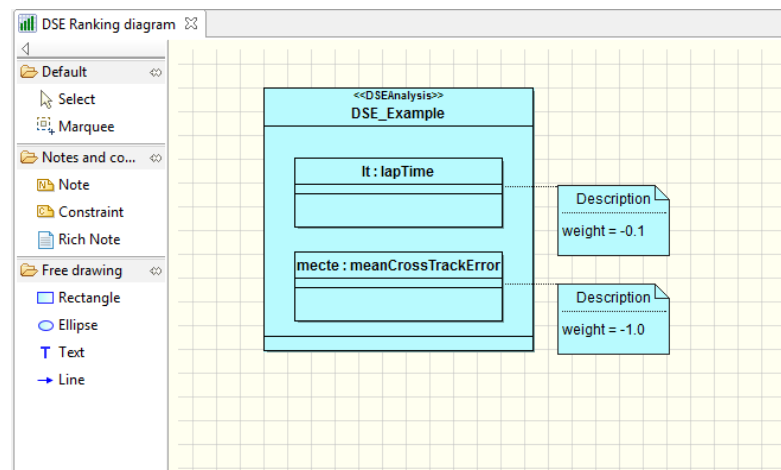 DSE Ranking diagram
Default
Select
Marquee
Notes and co...
Note
Constraint
Rich Note
Free drawing
Rectangle
Ellipse
T Text
Line
<<DSEAnalysis>>
DSE_Example
lt : lapTime
Description
weight = -0.1
mecte : meanCrossTrackError
Description
weight = -1.0